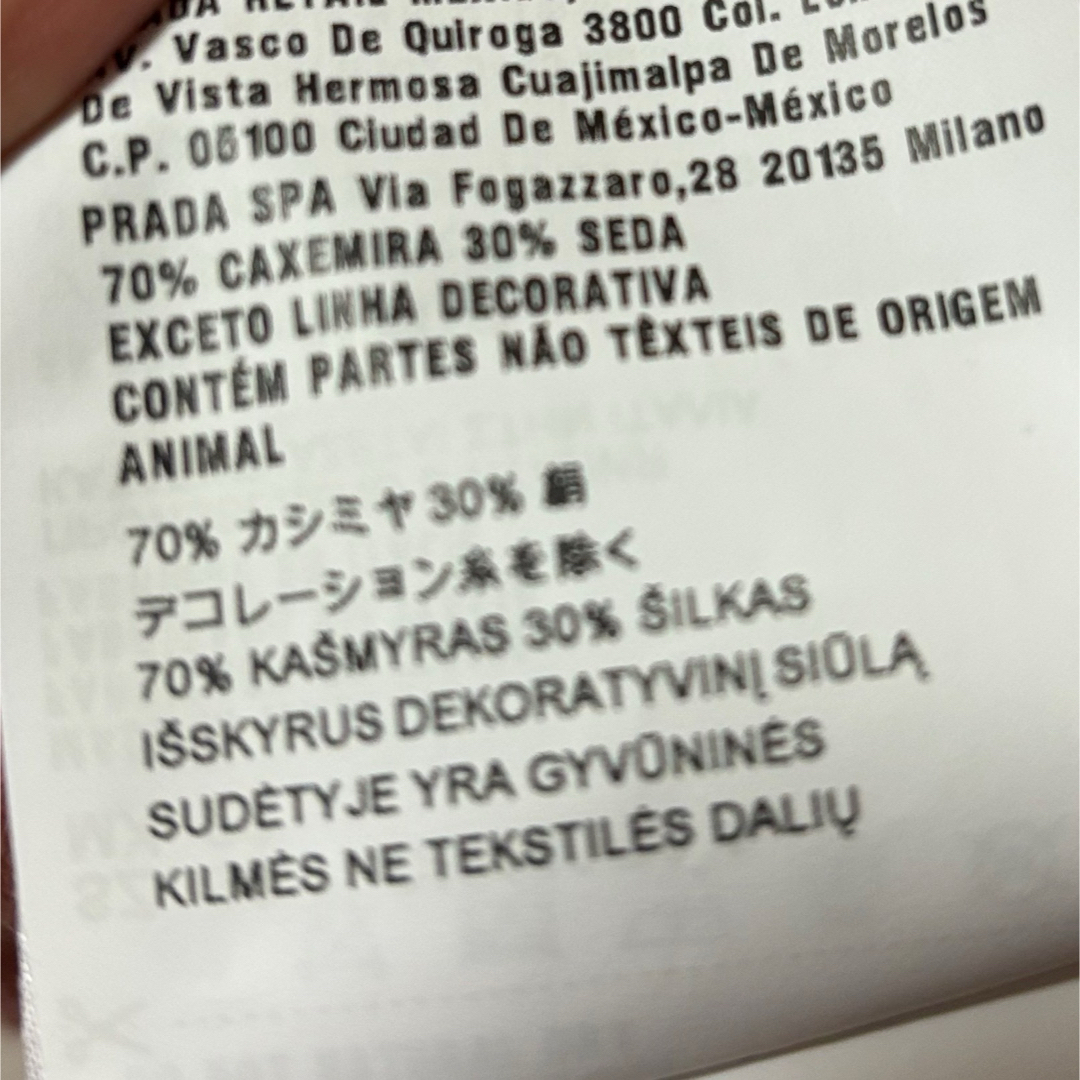 Vasco De Quiroga 3800 Col.
De Vista Hermosa Cuajimalpa De Morelos
C.P. 05100 Ciudad De México-México
PRADA SPA Via Fogazzaro,28 20135 Milano
70% CAXEMIRA 30% SEDA
EXCETO LINHA DECORATIVA
CONTÉM PARTES NÃO TÊXTEIS DE ORIGEM
ANIMAL
70% カシミヤ 30% 絹
デコレーション糸を除く
70% KAŠMYRAS 30% ŠILKAS
IŠSKYRUS DEKORATYVINĮ SIŪLĄ
SUDĖTYJE YRA GYVŪNINĖS
KILMĖS NE TEKSTILĖS DALIŲ